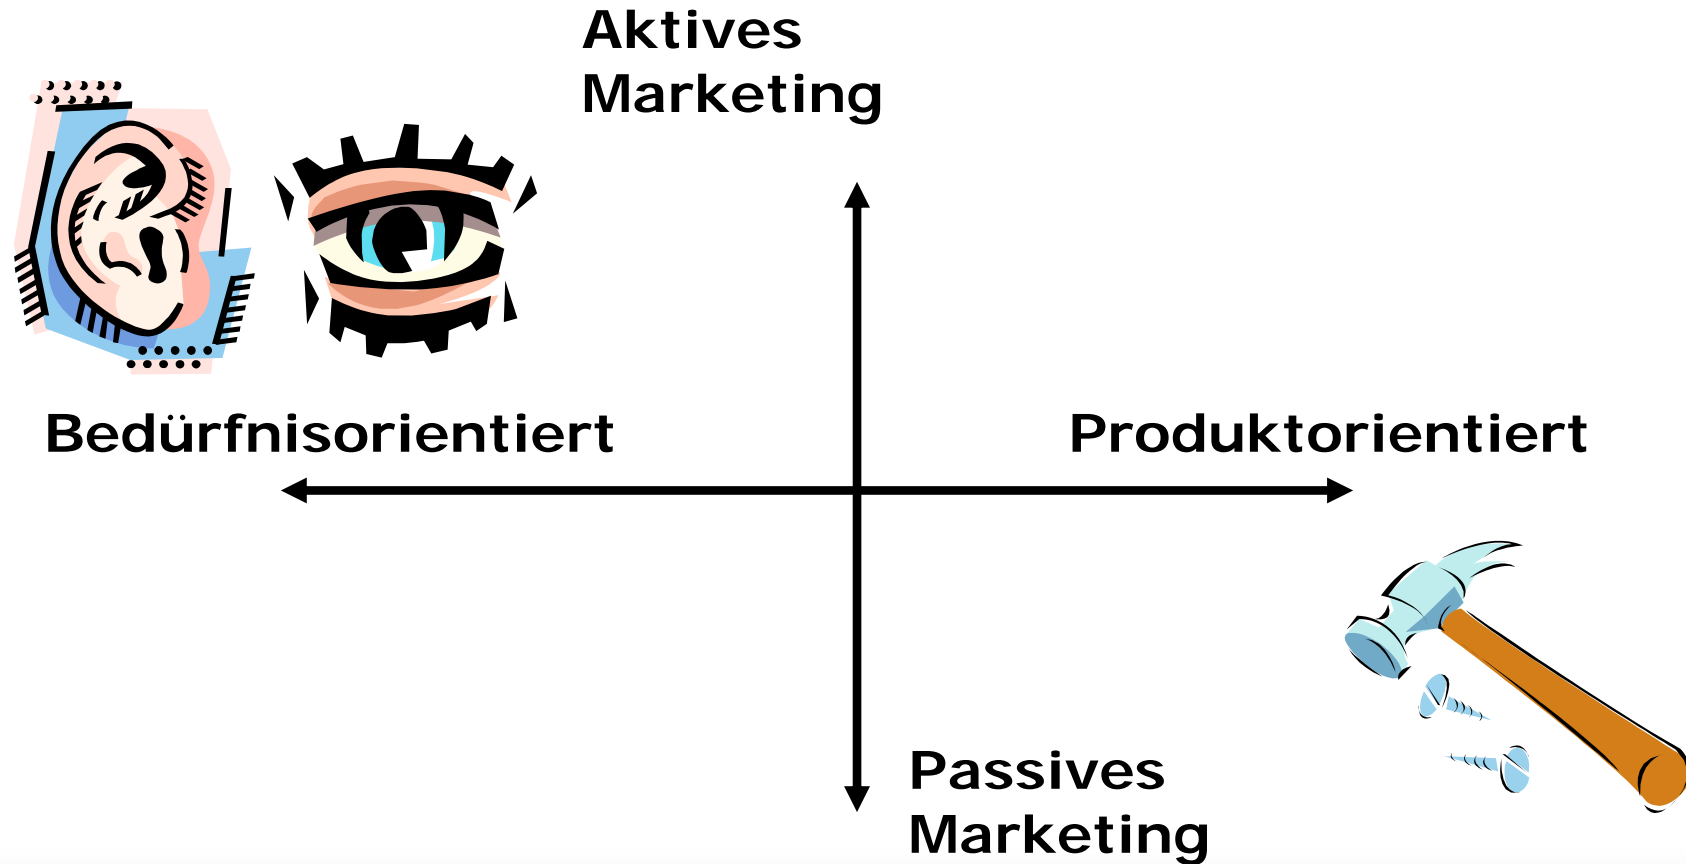 Aktives
Marketing
Bedürfnisorientiert
Produktorientiert
Passives
Marketing